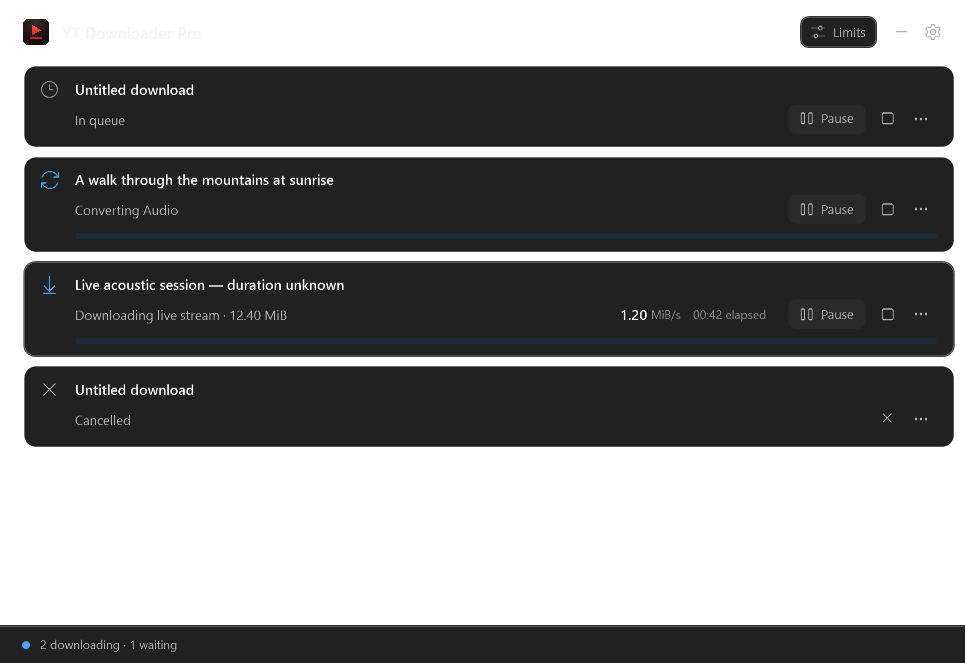 YT Downloader Pro
Limits
Untitled download
In queue
Pause
A walk through the mountains at sunrise
Converting Audio
Pause
Live acoustic session — duration unknown
Downloading live stream · 12.40 MiB
1.20 MiB/s 00:42 elapsed
Pause
Untitled download
Cancelled
2 downloading · 1 waiting